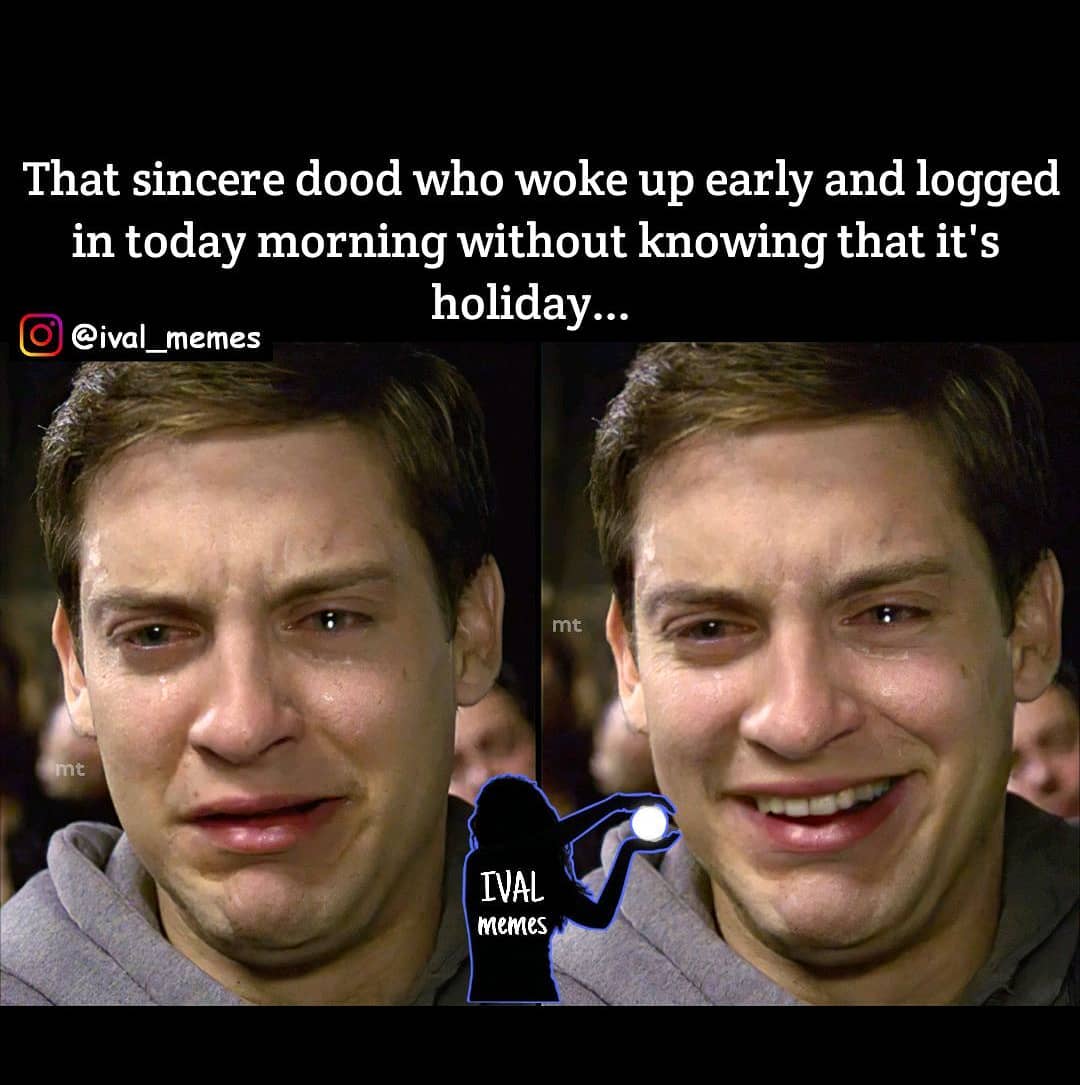 That sincere dood who woke up early and logged
in today morning without knowing that it's
holiday...
@ival_memes
mt
mt
IVAL
memes